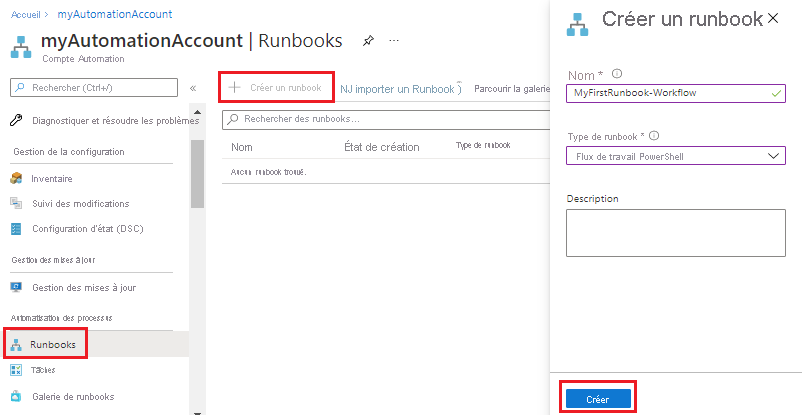 Accueil > myAutomationAccount
myAutomationAccount | Runbooks
Compte Automation
Rechercher (Ctrl+/)
Diagnostiquer et résoudre les problèmes
Gestion de la configuration
Inventaire
Suivi des modifications
Configuration d'état (DSC)
Gestion des mises à jour
Gestion des mises à jour
Automatisation des processus
Runbooks
Tâches
Galerie de runbooks
Créer un runbook
NJ importer un Runbook )
Parcourir la galerie
Rechercher des runbooks...
Nom
État de création
Type de runbook
Aucun runbook trouvé.
Créer un runbook
Nom *
MyFirstRunbook-Workflow
Type de runbook *
Flux de travail PowerShell
Description
Créer